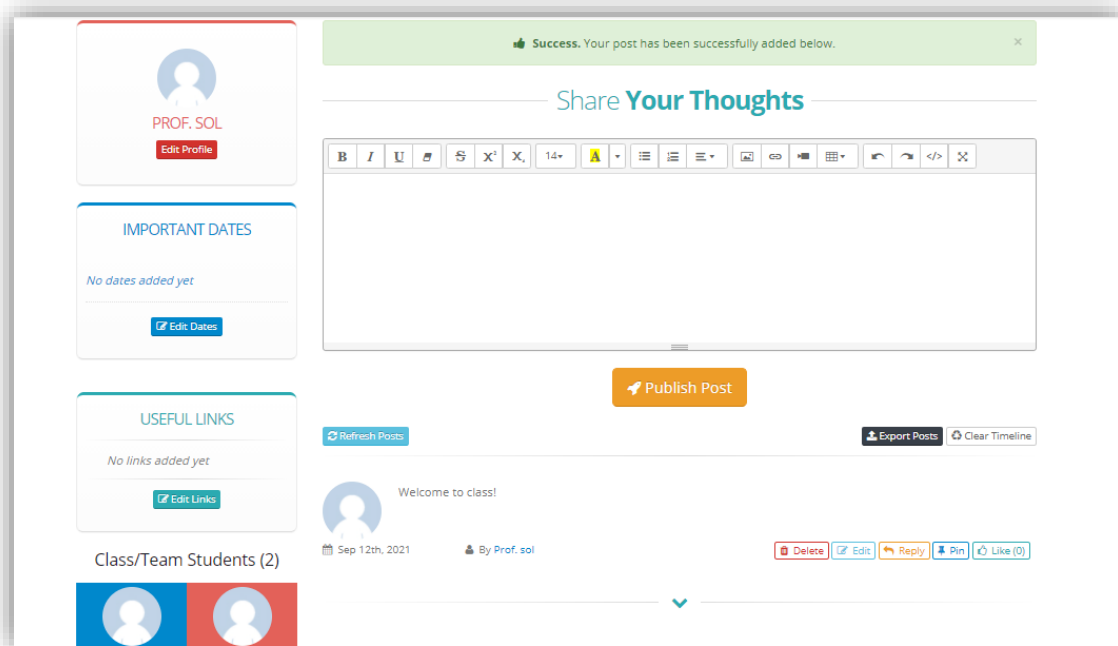 PROF. SOL
Edit Profile
IMPORTANT DATES
No dates added yet
Edit Dates
USEFUL LINKS
No links added yet
Edit Links
Class/Team Students (2)
Success. Your post has been successfully added below. ×
Share Your Thoughts
B I U S X² X₂ 14 A </>
Publish Post
Refresh Posts Export Posts Clear Timeline
Welcome to class!
Sep 12th, 2021 By Prof. sol Delete Edit Reply Pin Like (0)